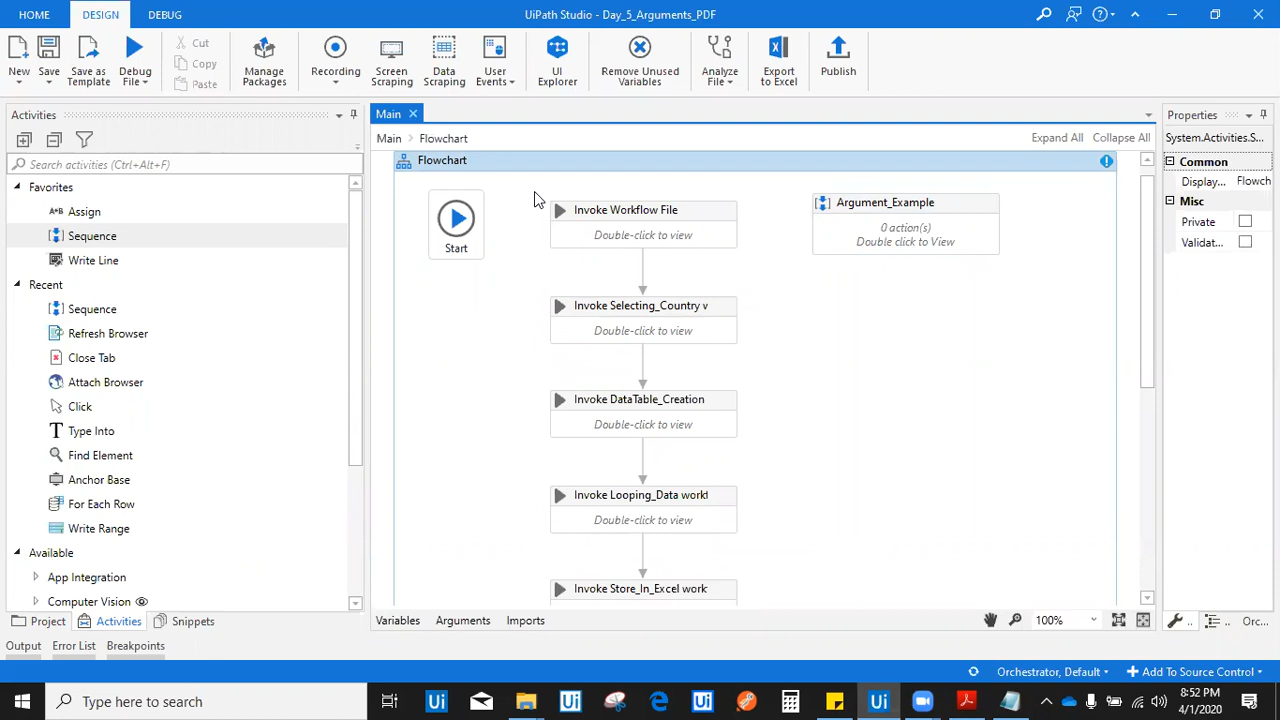 HOME
DESIGN
DEBUG
UiPath Studio - Day_5_Arguments_PDF
New
Save
Save as Template
Debug File
Cut
Copy
Paste
Manage Packages
Recording
Screen Scraping
Data Scraping
User Events
UI Explorer
Remove Unused Variables
Analyze File
Export to Excel
Publish
Activities
Search activities (Ctrl+Alt+F)
Favorites
Assign
Sequence
Write Line
Recent
Sequence
Refresh Browser
Close Tab
Attach Browser
Click
Type Into
Find Element
Anchor Base
For Each Row
Write Range
Available
App Integration
Computer Vision
Project
Activities
Snippets
Main
Main > Flowchart
Expand All
Collapse All
Flowchart
Start
Invoke Workflow File
Double-click to view
Invoke Selecting_Country v
Double-click to view
Invoke DataTable_Creation
Double-click to view
Invoke Looping_Data workf
Double-click to view
Invoke Store_In_Excel work
Argument_Example
0 action(s)
Double click to View
Variables
Arguments
Imports
100%
Properties
System.Activities.S...
Common
Display... Flowch
Misc
Private
Validat...
Orc...
Output
Error List
Breakpoints
Orchestrator, Default
Add To Source Control
Type here to search
8:52 PM
4/1/2020